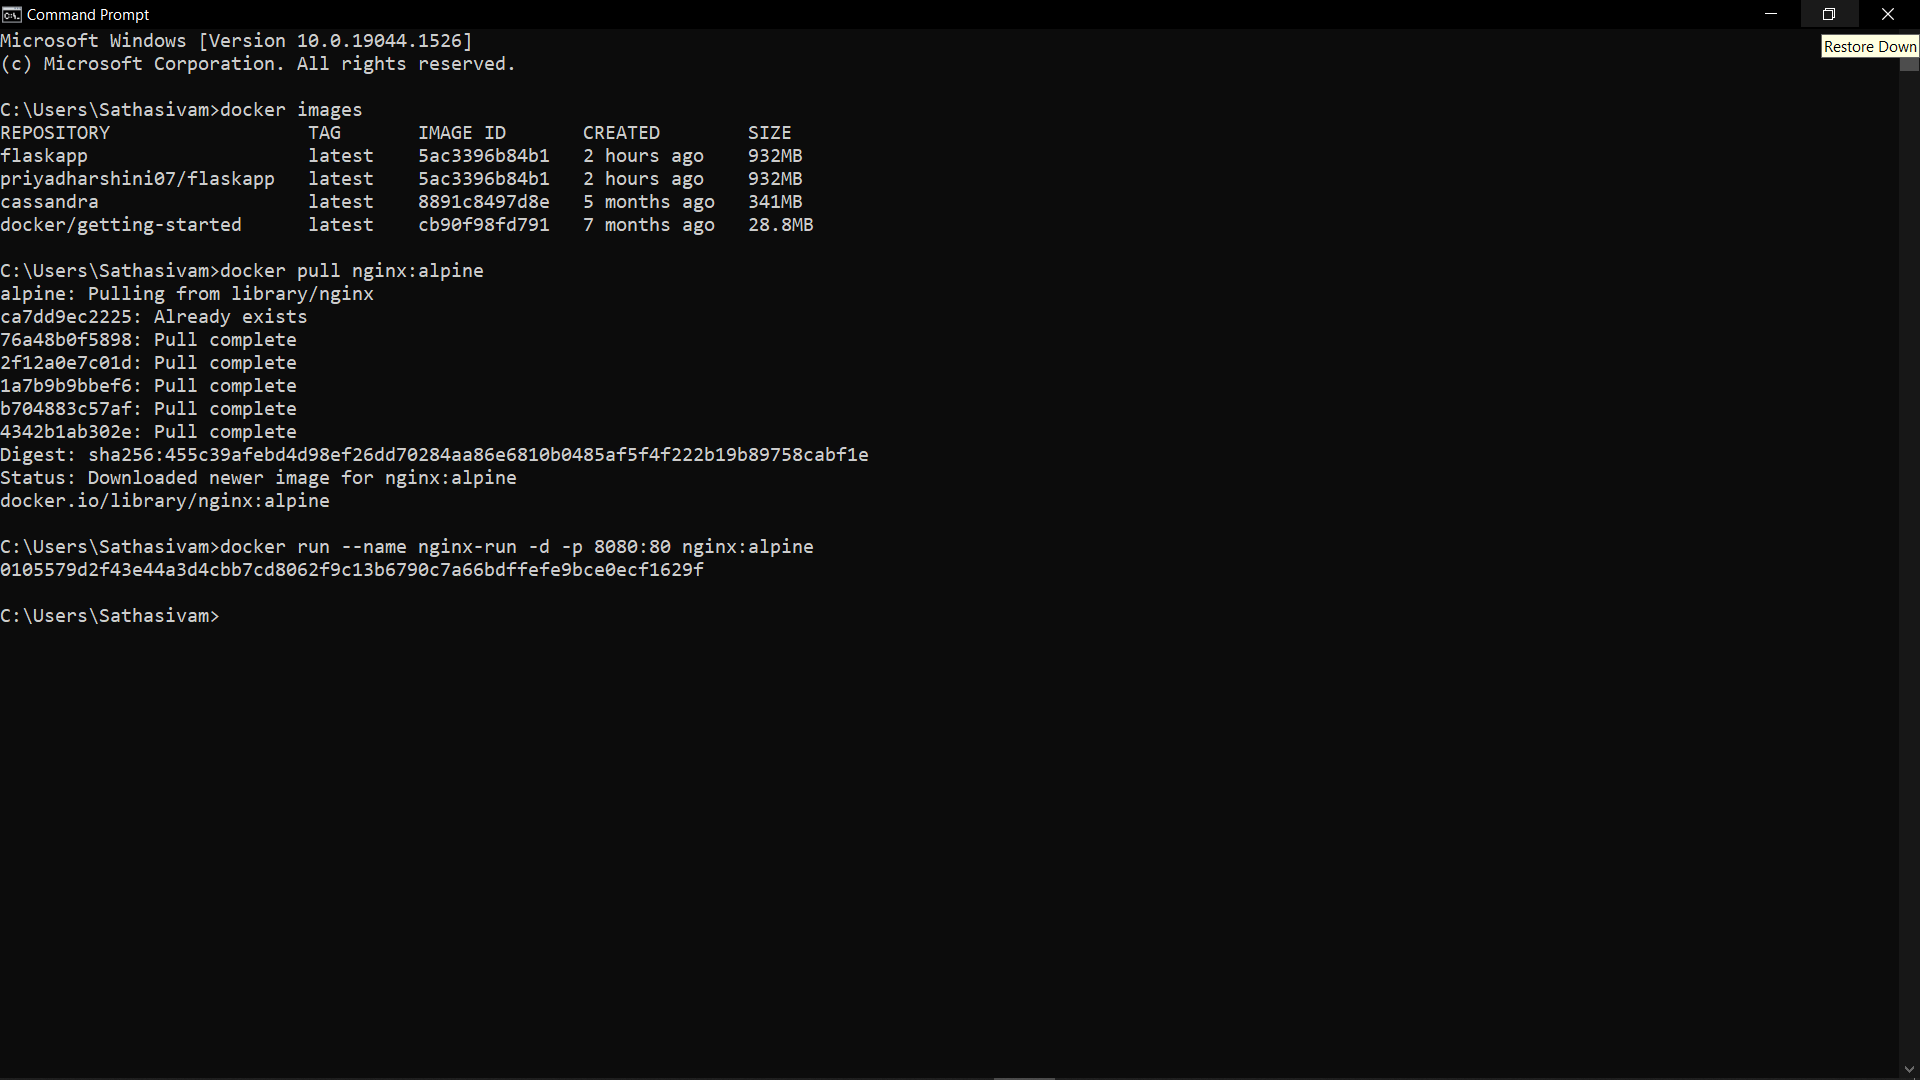 Command Prompt
Restore Down
Microsoft Windows [Version 10.0.19044.1526]
(c) Microsoft Corporation. All rights reserved.
C:\Users\Sathasivam>docker images
REPOSITORY TAG IMAGE ID CREATED SIZE
flaskapp latest 5ac3396b84b1 2 hours ago 932MB
priyadharshini07/flaskapp latest 5ac3396b84b1 2 hours ago 932MB
cassandra latest 8891c8497d8e 5 months ago 341MB
docker/getting-started latest cb90f98fd791 7 months ago 28.8MB
C:\Users\Sathasivam>docker pull nginx:alpine
alpine: Pulling from library/nginx
ca7dd9ec2225: Already exists
76a48b0f5898: Pull complete
2f12a0e7c01d: Pull complete
1a7b9b9bbef6: Pull complete
b704883c57af: Pull complete
4342b1ab302e: Pull complete
Digest: sha256:455c39afebd4d98ef26dd70284aa86e6810b0485af5f4f222b19b89758cabf1e
Status: Downloaded newer image for nginx:alpine
docker.io/library/nginx:alpine
C:\Users\Sathasivam>docker run --name nginx-run -d -p 8080:80 nginx:alpine
0105579d2f43e44a3d4cbb7cd8062f9c13b6790c7a66bdffefe9bce0ecf1629f
C:\Users\Sathasivam>